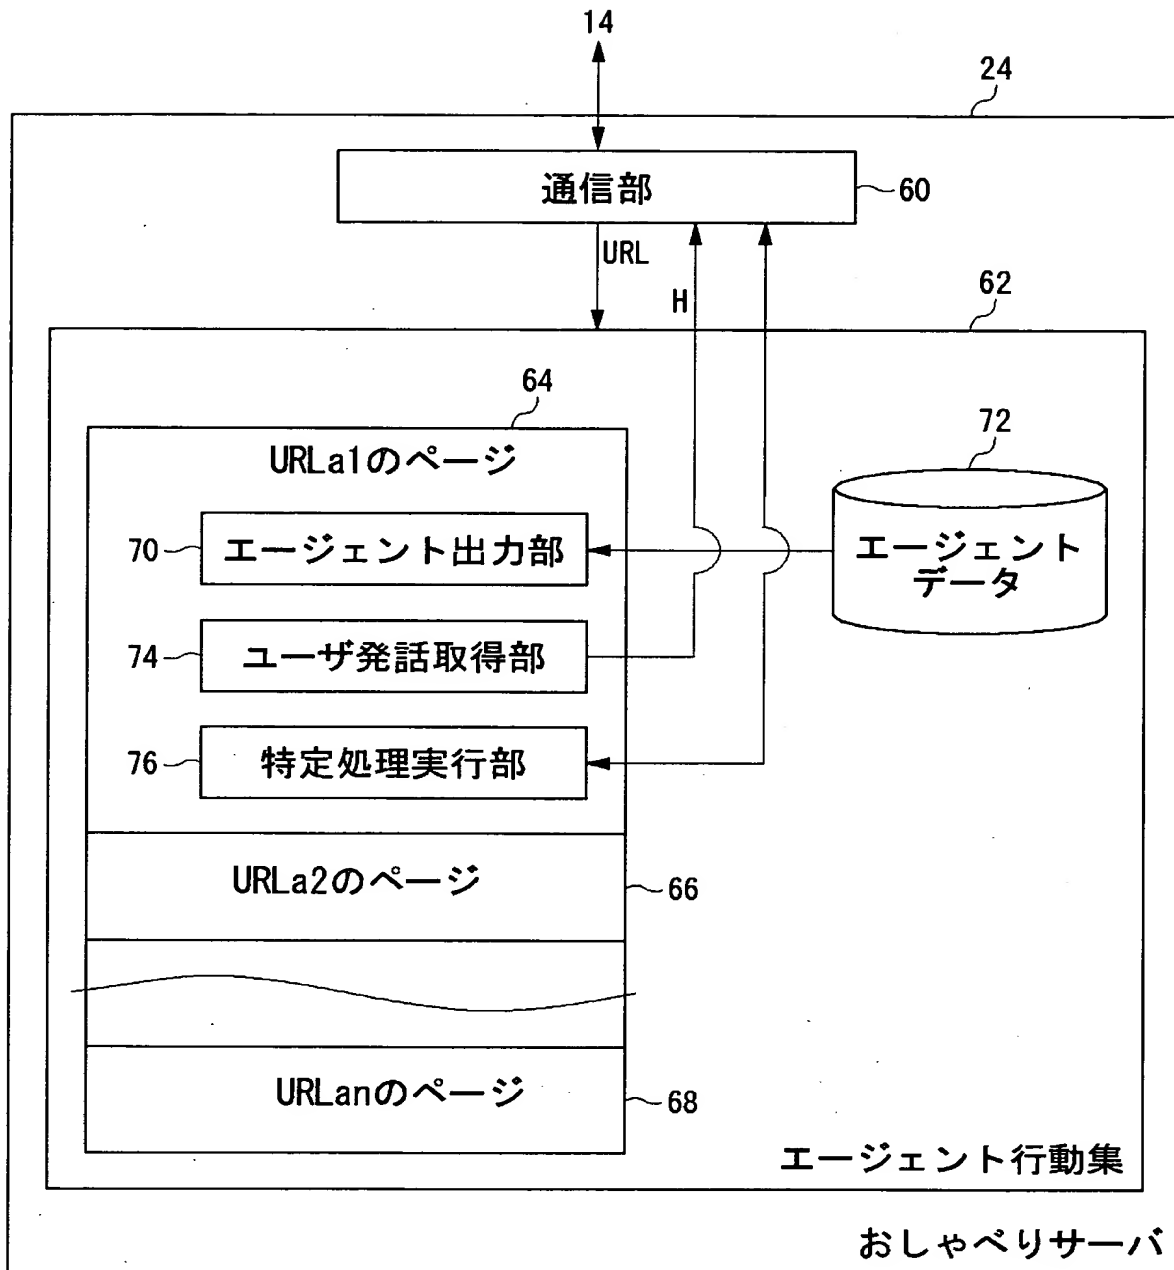 14
24
通信部
60
URL
H
62
64
URLa1のページ
72
70
エージェント出力部
エージェント
データ
74
ユーザ発話取得部
76
特定処理実行部
URLa2のページ
66
URLanのページ
68
エージェント行動集
おしゃべりサーバ